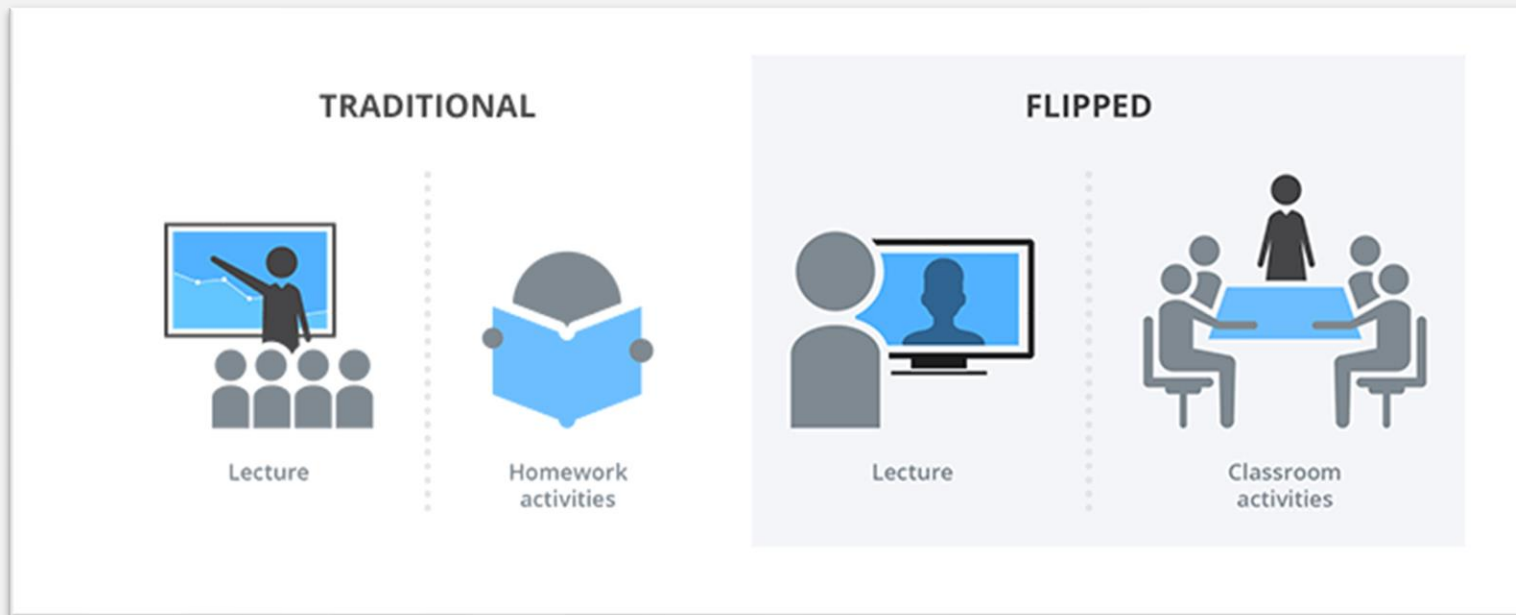 TRADITIONAL
Lecture
Homework
activities
FLIPPED
Lecture
Classroom
activities